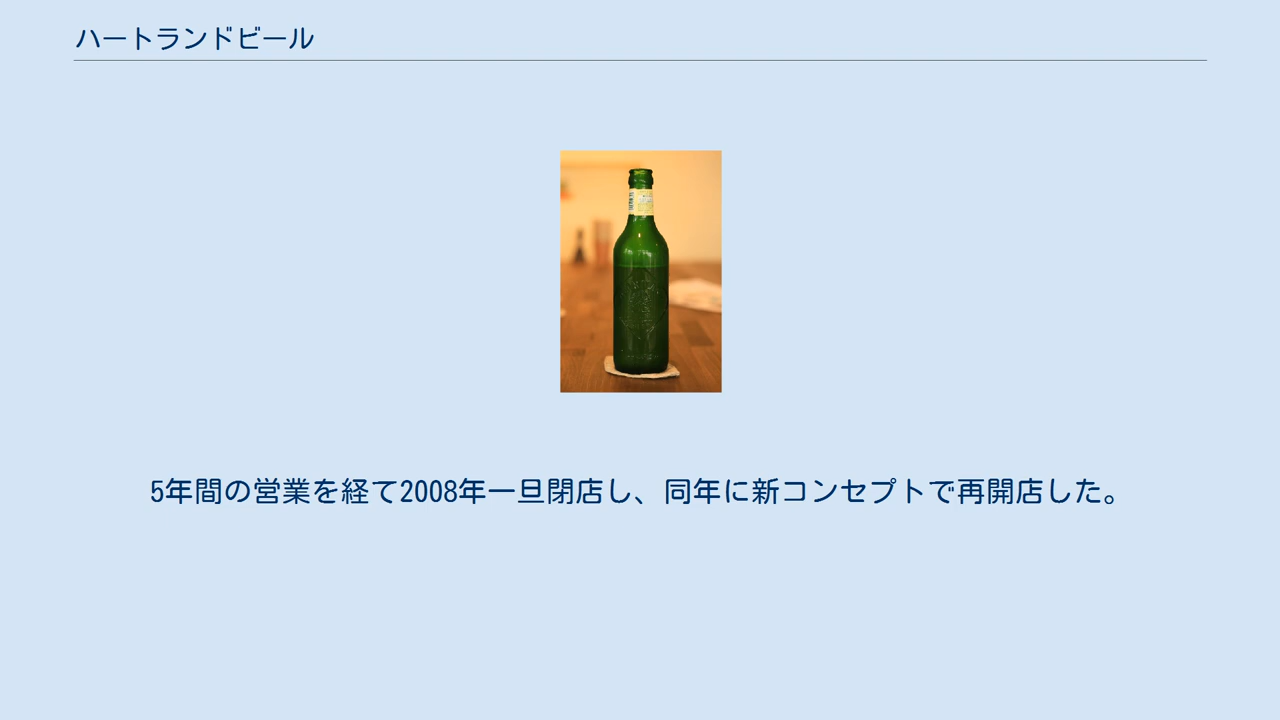 ハートランドビール
5年間の営業を経て2008年一旦閉店し、同年に新コンセプトで再開店した。